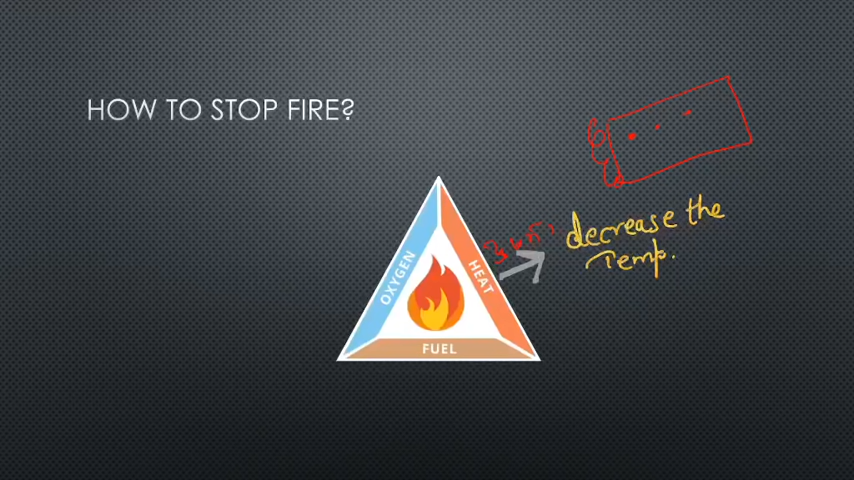 HOW TO STOP FIRE?
OXYGEN
HEAT
FUEL
decrease the
Temp.